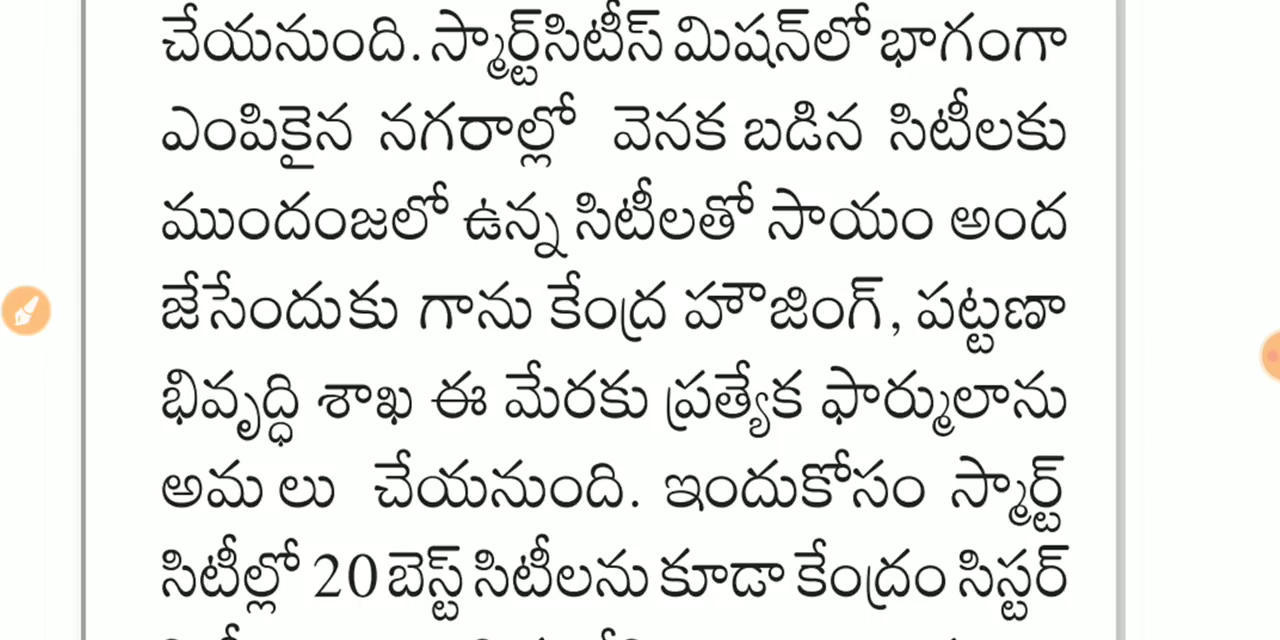 చేయనుంది. స్మార్ట్‌సిటీస్ మిషన్‌లో భాగంగా
ఎంపికైన నగరాల్లో వెనక బడిన సిటీలకు
ముందంజలో ఉన్న సిటీలతో సాయం అంద
జేసేందుకు గాను కేంద్ర హౌజింగ్, పట్టణా
భివృద్ధి శాఖ ఈ మేరకు ప్రత్యేక ఫార్ములాను
అమ లు చేయనుంది. ఇందుకోసం స్మార్ట్
సిటీల్లో 20 బెస్ట్ సిటీలను కూడా కేంద్రం సిస్టర్